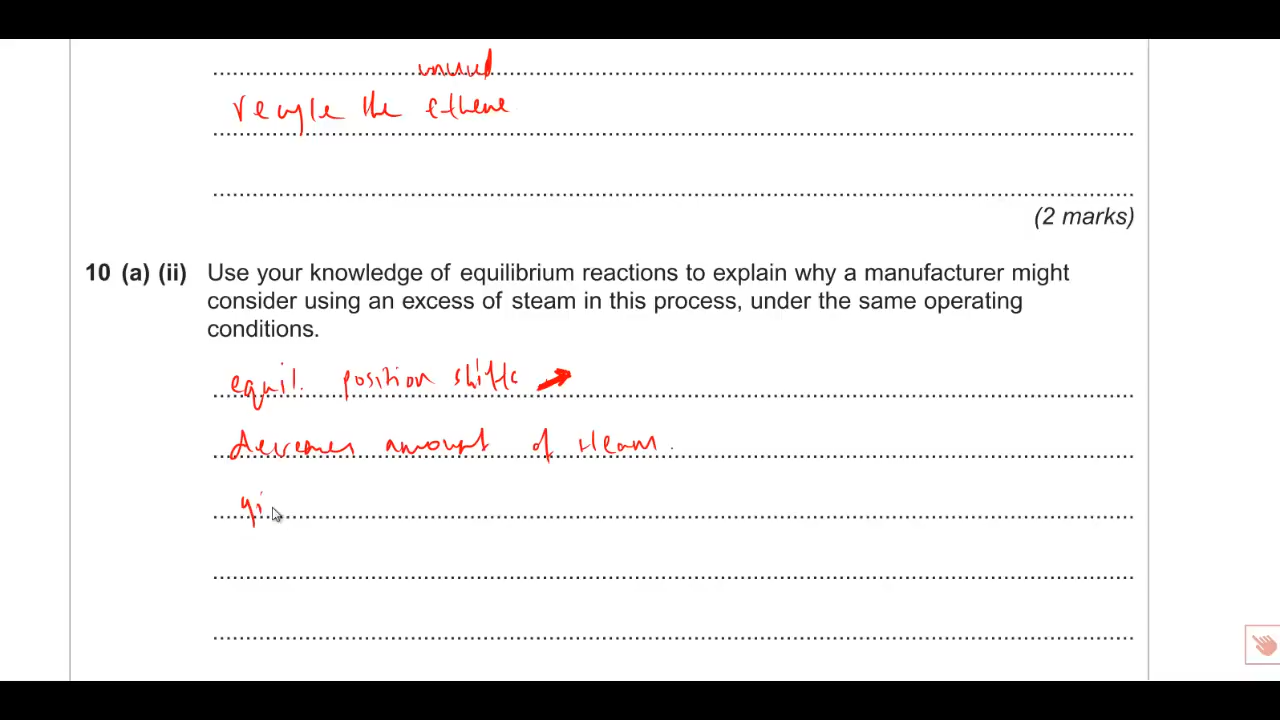 unused
recycle the ethene
(2 marks)
10 (a) (ii) Use your knowledge of equilibrium reactions to explain why a manufacturer might
consider using an excess of steam in this process, under the same operating
conditions.
equil. position shifts
decreases amount of steam.
yi